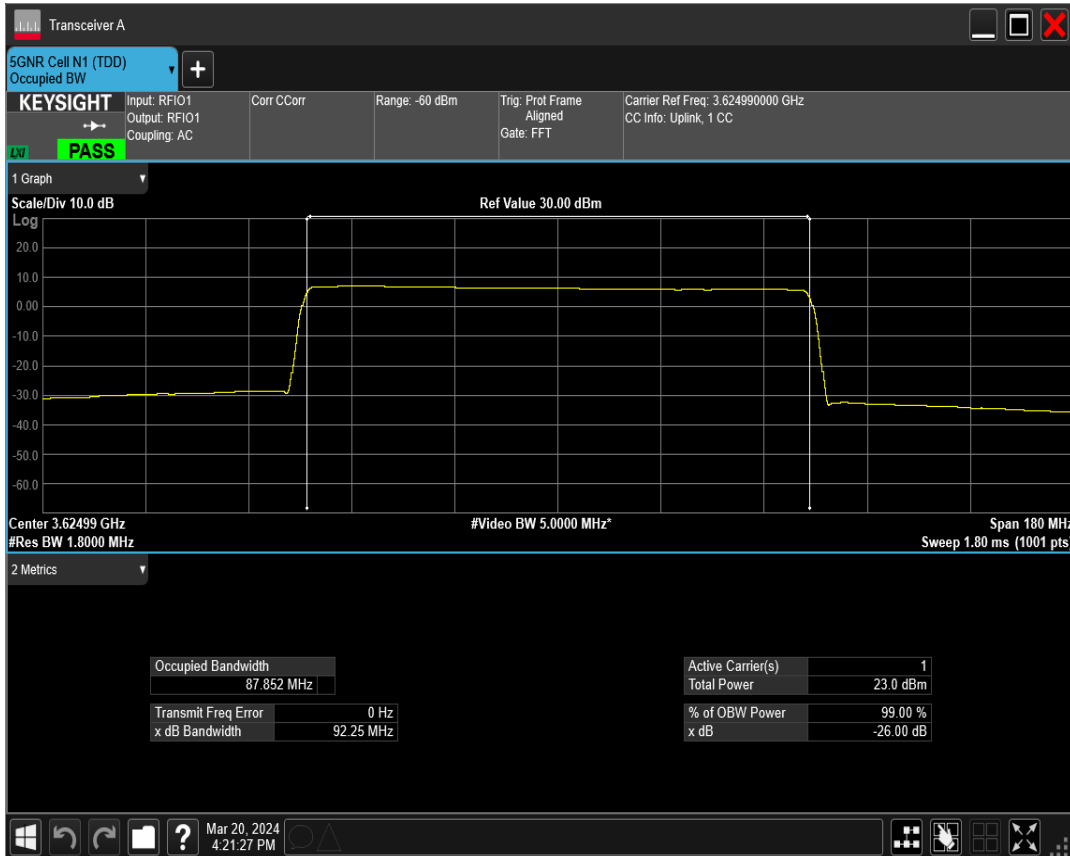 Transceiver A
5GNR Cell N1 (TDD)
Occupied BW
+
KEYSIGHT
LXI
PASS
Input: RFIO1
Output: RFIO1
Coupling: AC
Corr CCorr
Range: -60 dBm
Trig: Prot Frame
Aligned
Gate: FFT
Carrier Ref Freq: 3.624990000 GHz
CC Info: Uplink, 1 CC
1 Graph
Scale/Div 10.0 dB
Ref Value 30.00 dBm
Log
20.0
10.0
0.00
-10.0
-20.0
-30.0
-40.0
-50.0
-60.0
Center 3.62499 GHz
#Video BW 5.0000 MHz*
Span 180 MHz
#Res BW 1.8000 MHz
Sweep 1.80 ms (1001 pts)
2 Metrics
Occupied Bandwidth
87.852 MHz
Transmit Freq Error 0 Hz
x dB Bandwidth 92.25 MHz
Active Carrier(s) 1
Total Power 23.0 dBm
% of OBW Power 99.00 %
x dB -26.00 dB
?
Mar 20, 2024
4:21:27 PM